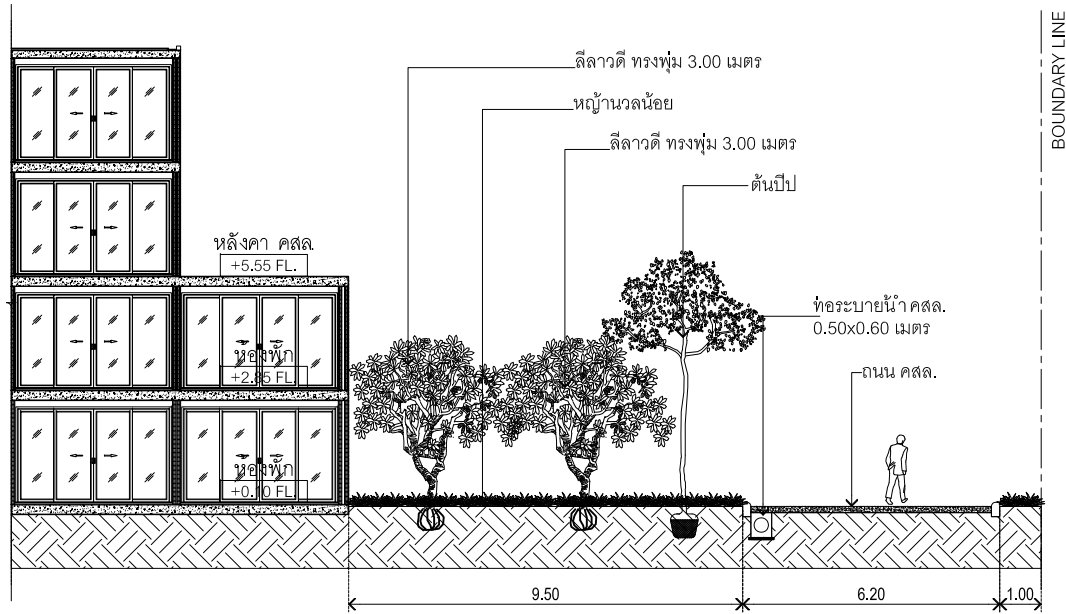 BOUNDARY LINE
ลีลาวดี ทรงพุ่ม 3.00 เมตร
หญ้านวลน้อย
ลีลาวดี ทรงพุ่ม 3.00 เมตร
ต้นปีป
หลังคา คสล.
+5.55 FL.
ท่อระบายน้ำ คสล.
0.50x0.60 เมตร
ห้องพัก
+2.85 FL.
ถนน คสล.
ห้องพัก
+0.10 FL.
9.50
6.20
1.00